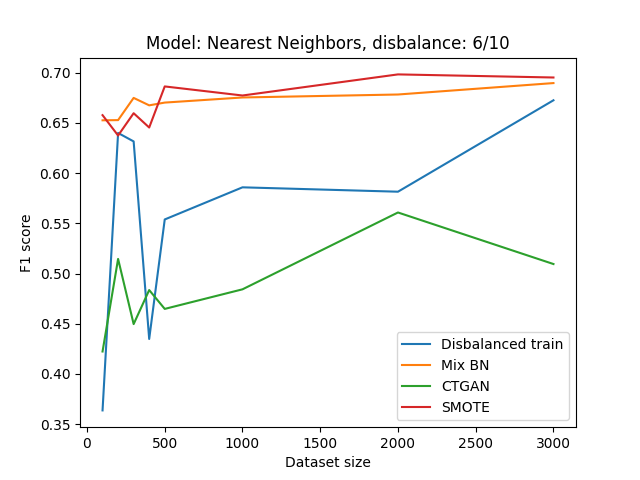 Model: Nearest Neighbors, disbalance: 6/10
F1 score
0.70
0.65
0.60
0.55
0.50
0.45
0.40
0.35
Disbalanced train
Mix BN
CTGAN
SMOTE
0 500 1000 1500 2000 2500 3000
Dataset size